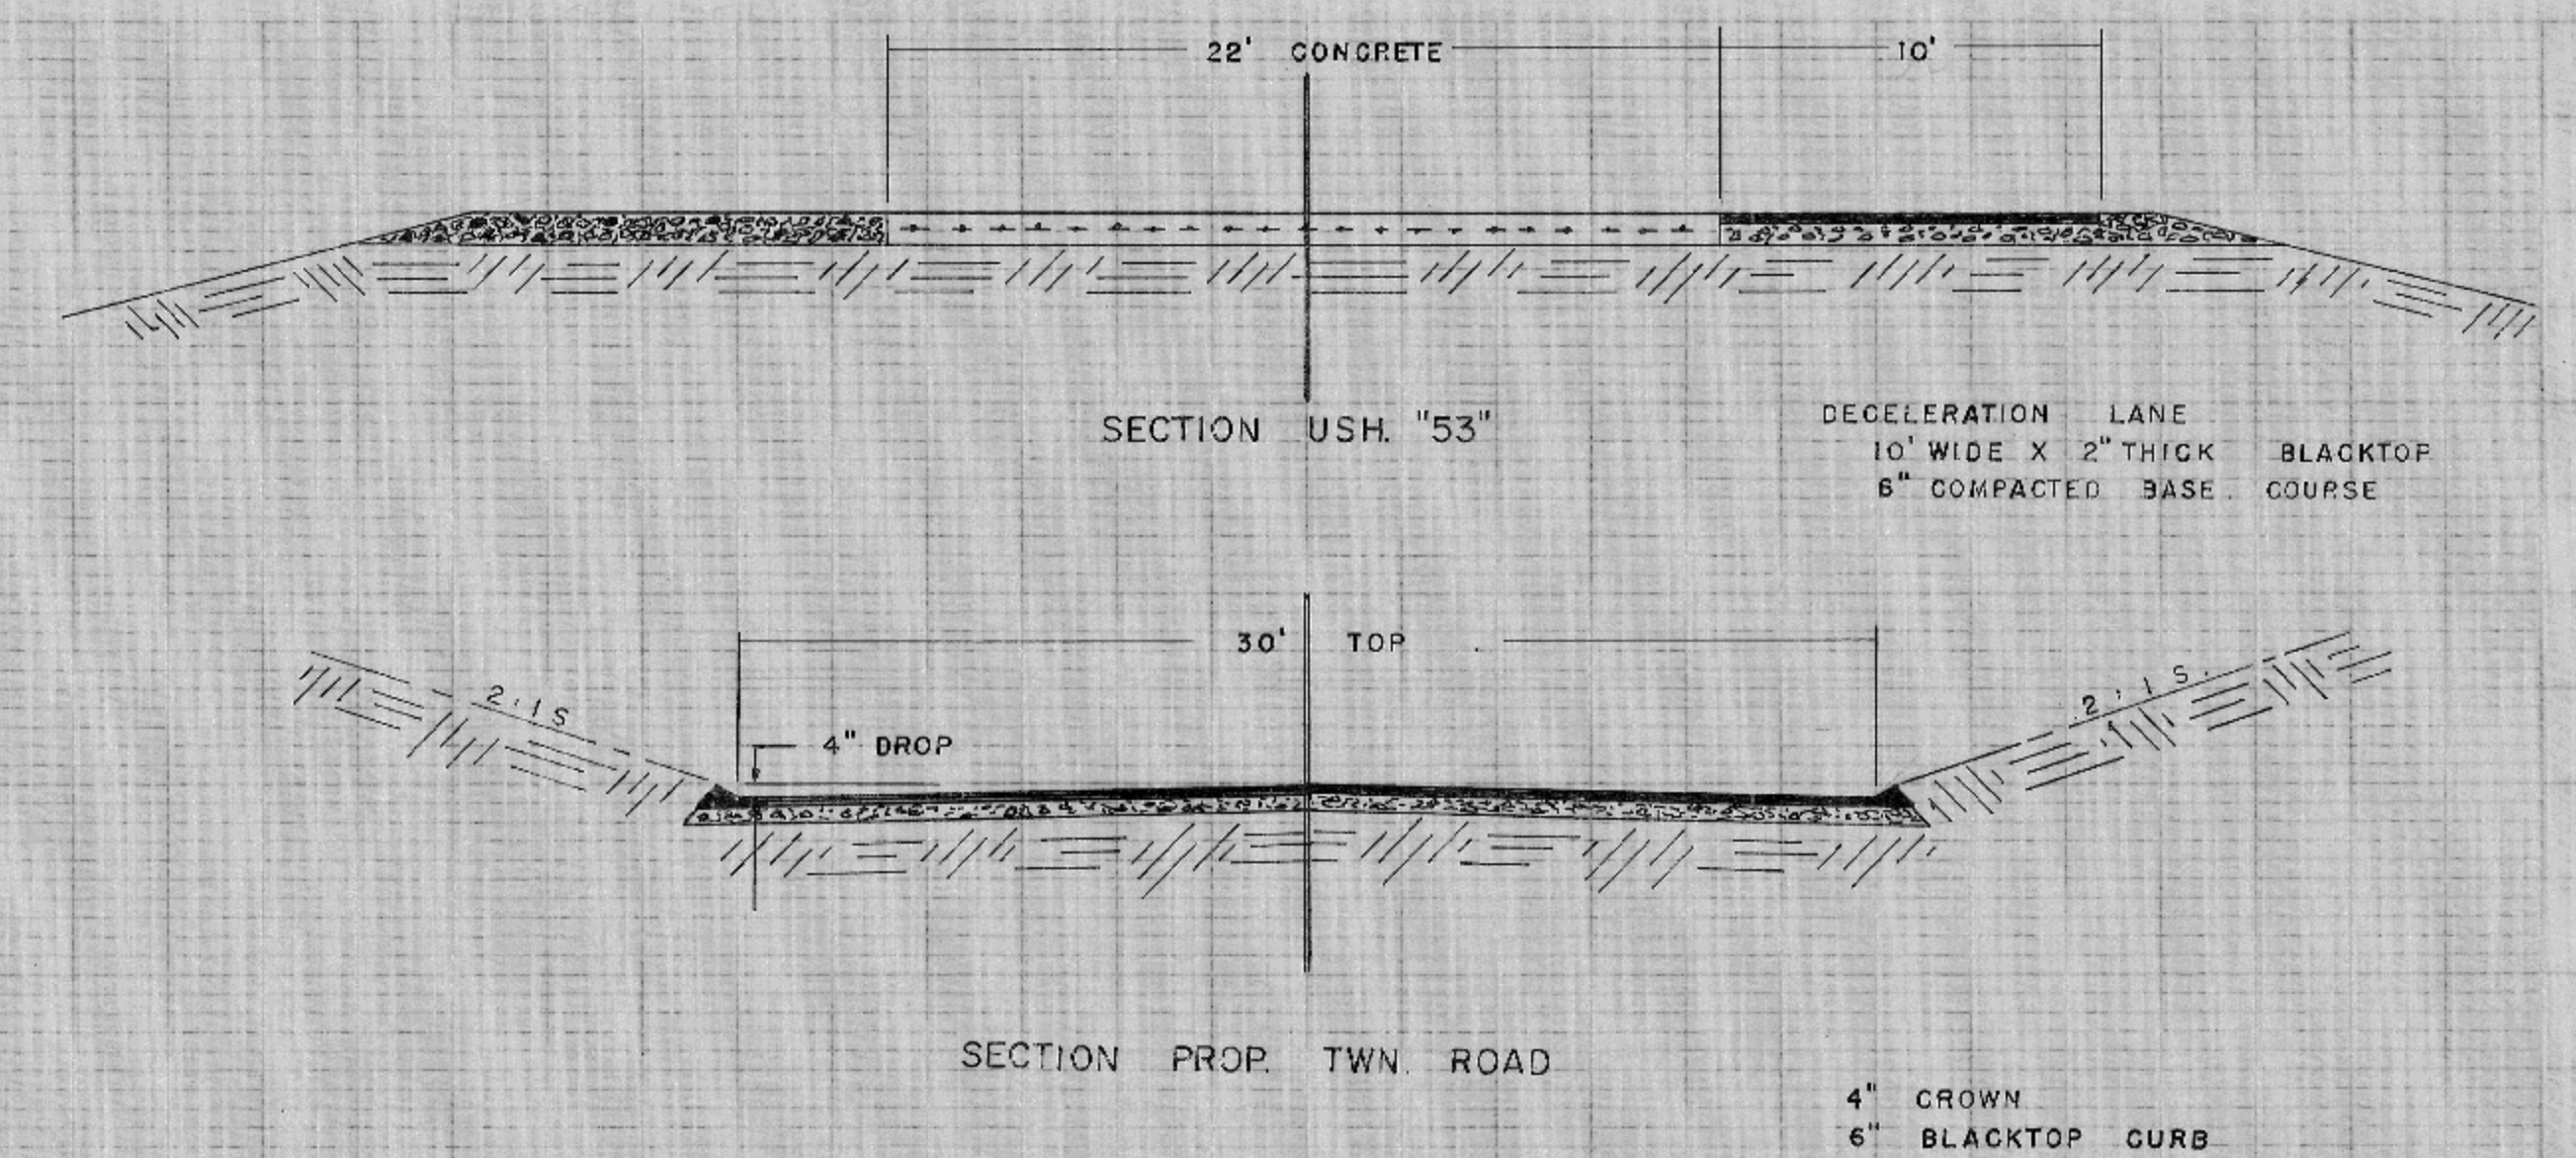 22' CONCRETE 10'
SECTION USH. "53"
DECELERATION LANE
10' WIDE X 2" THICK BLACKTOP
6" COMPACTED BASE COURSE
30' TOP
2:1 S
2:1 S.
4" DROP
SECTION PROP. TWN. ROAD
4" CROWN
6" BLACKTOP CURB